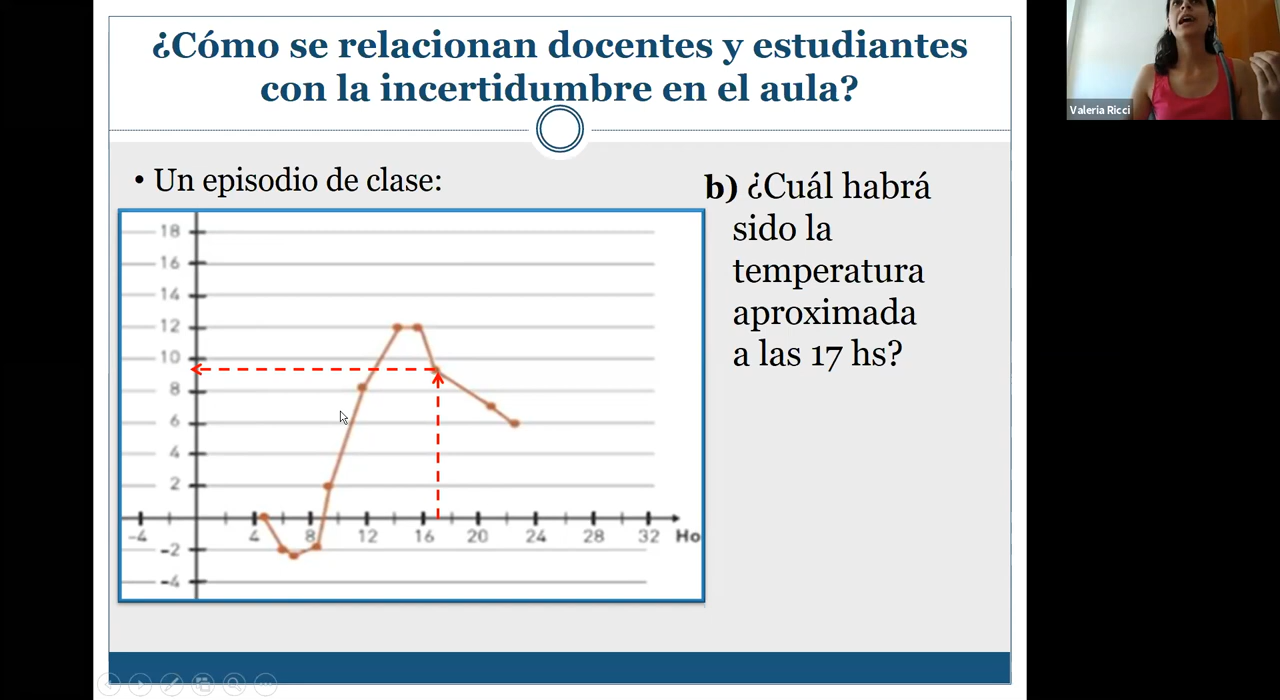 ¿Cómo se relacionan docentes y estudiantes
con la incertidumbre en el aula?
• Un episodio de clase:
b) ¿Cuál habrá
sido la
temperatura
aproximada
a las 17 hs?
18
16
14
12
10
8
6
4
2
-4 4 8 12 16 20 24 28 32 Ho
-2
-4
Valeria Ricci